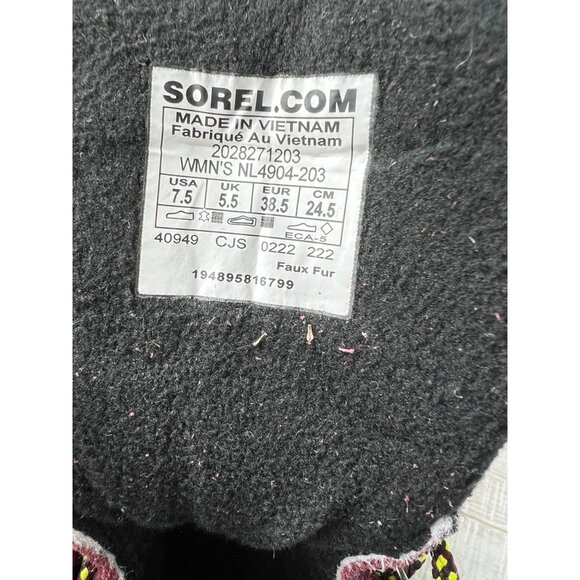 SOREL.COM
MADE IN VIETNAM
Fabriqué Au Vietnam
2028271203
WMN'S NL4904-203
USA UK EUR CM
7.5 5.5 38.5 24.5
ECA-5
40949 CJS 0222 222
Faux Fur
194895816799